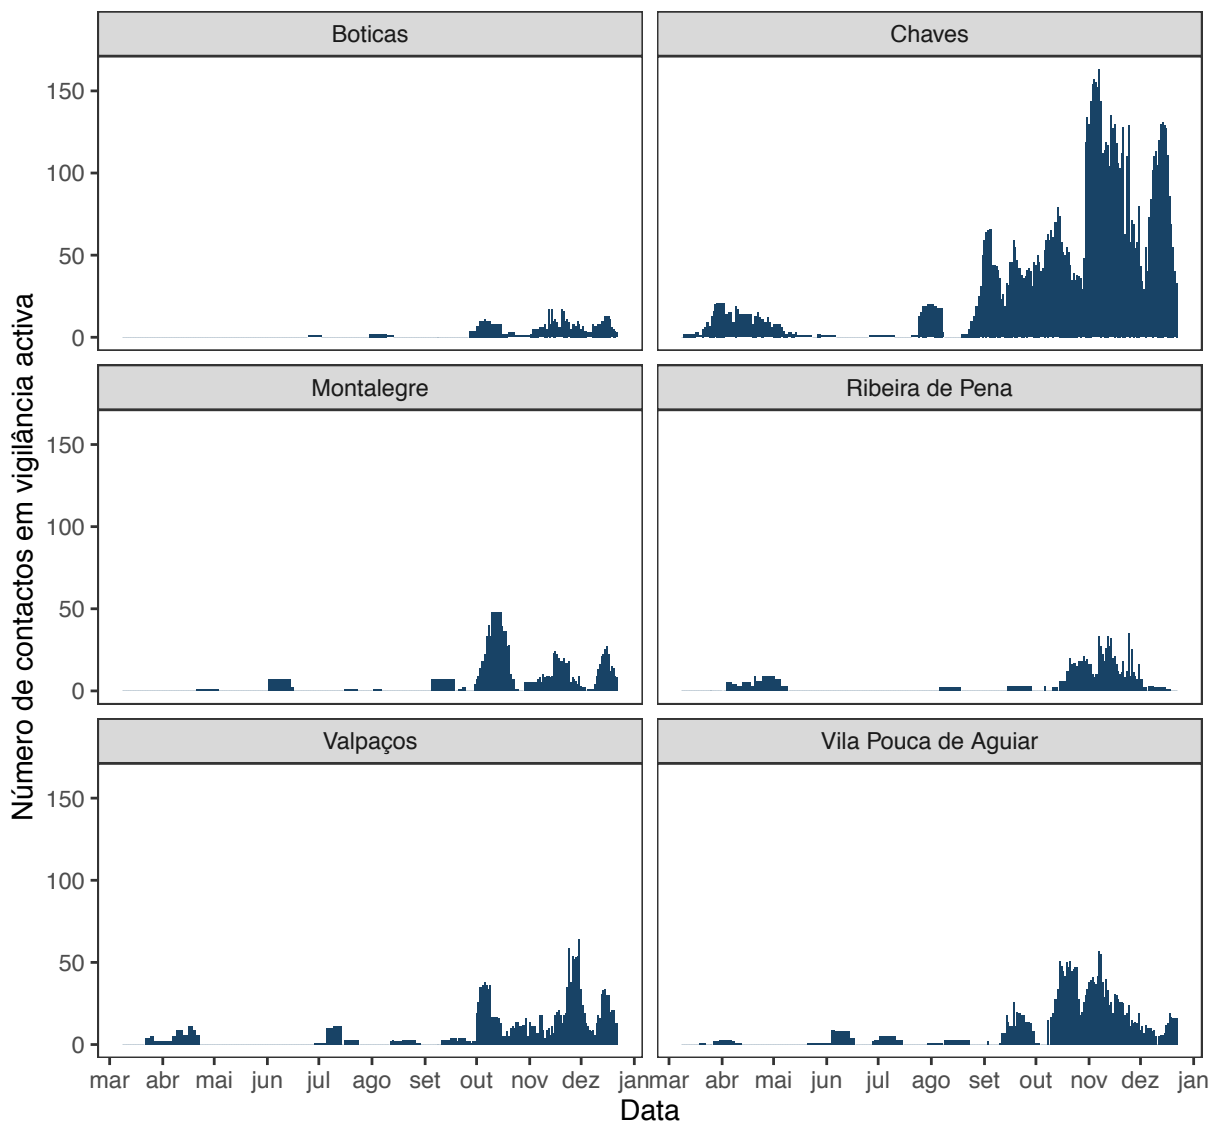 Boticas
Chaves
150
100
50
0
Montalegre
Ribeira de Pena
150
100
50
0
Valpaços
Vila Pouca de Aguiar
150
100
50
0
mar abr mai jun jul ago set out nov dez jan
mar abr mai jun jul ago set out nov dez jan
Data
Número de contactos em vigilância activa